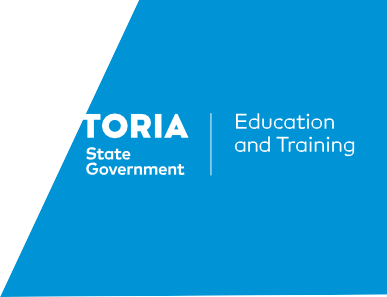 TORIA
State
Government
Education
and Training